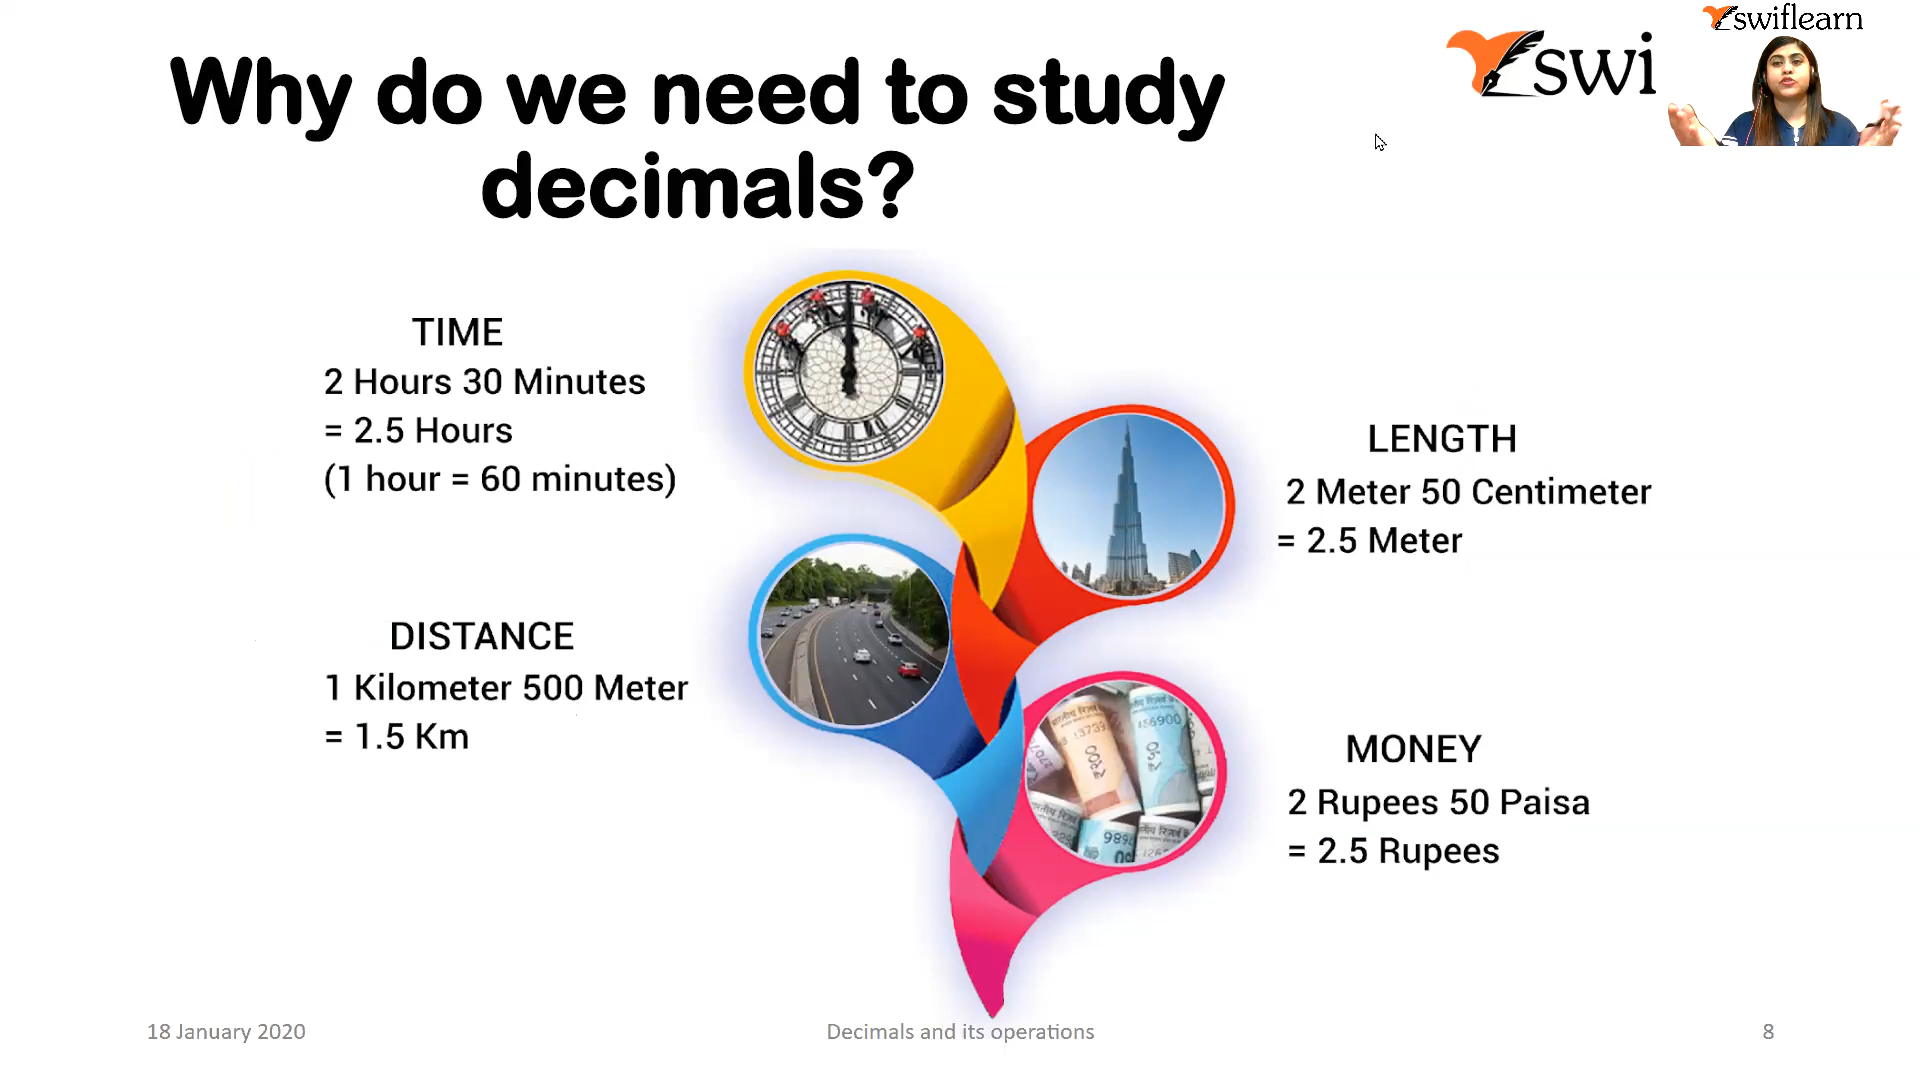 swiflearn
swi
Why do we need to study
decimals?
TIME
2 Hours 30 Minutes
= 2.5 Hours
(1 hour = 60 minutes)
LENGTH
2 Meter 50 Centimeter
= 2.5 Meter
DISTANCE
1 Kilometer 500 Meter
= 1.5 Km
MONEY
2 Rupees 50 Paisa
= 2.5 Rupees
156900
18 January 2020
Decimals and its operations
8